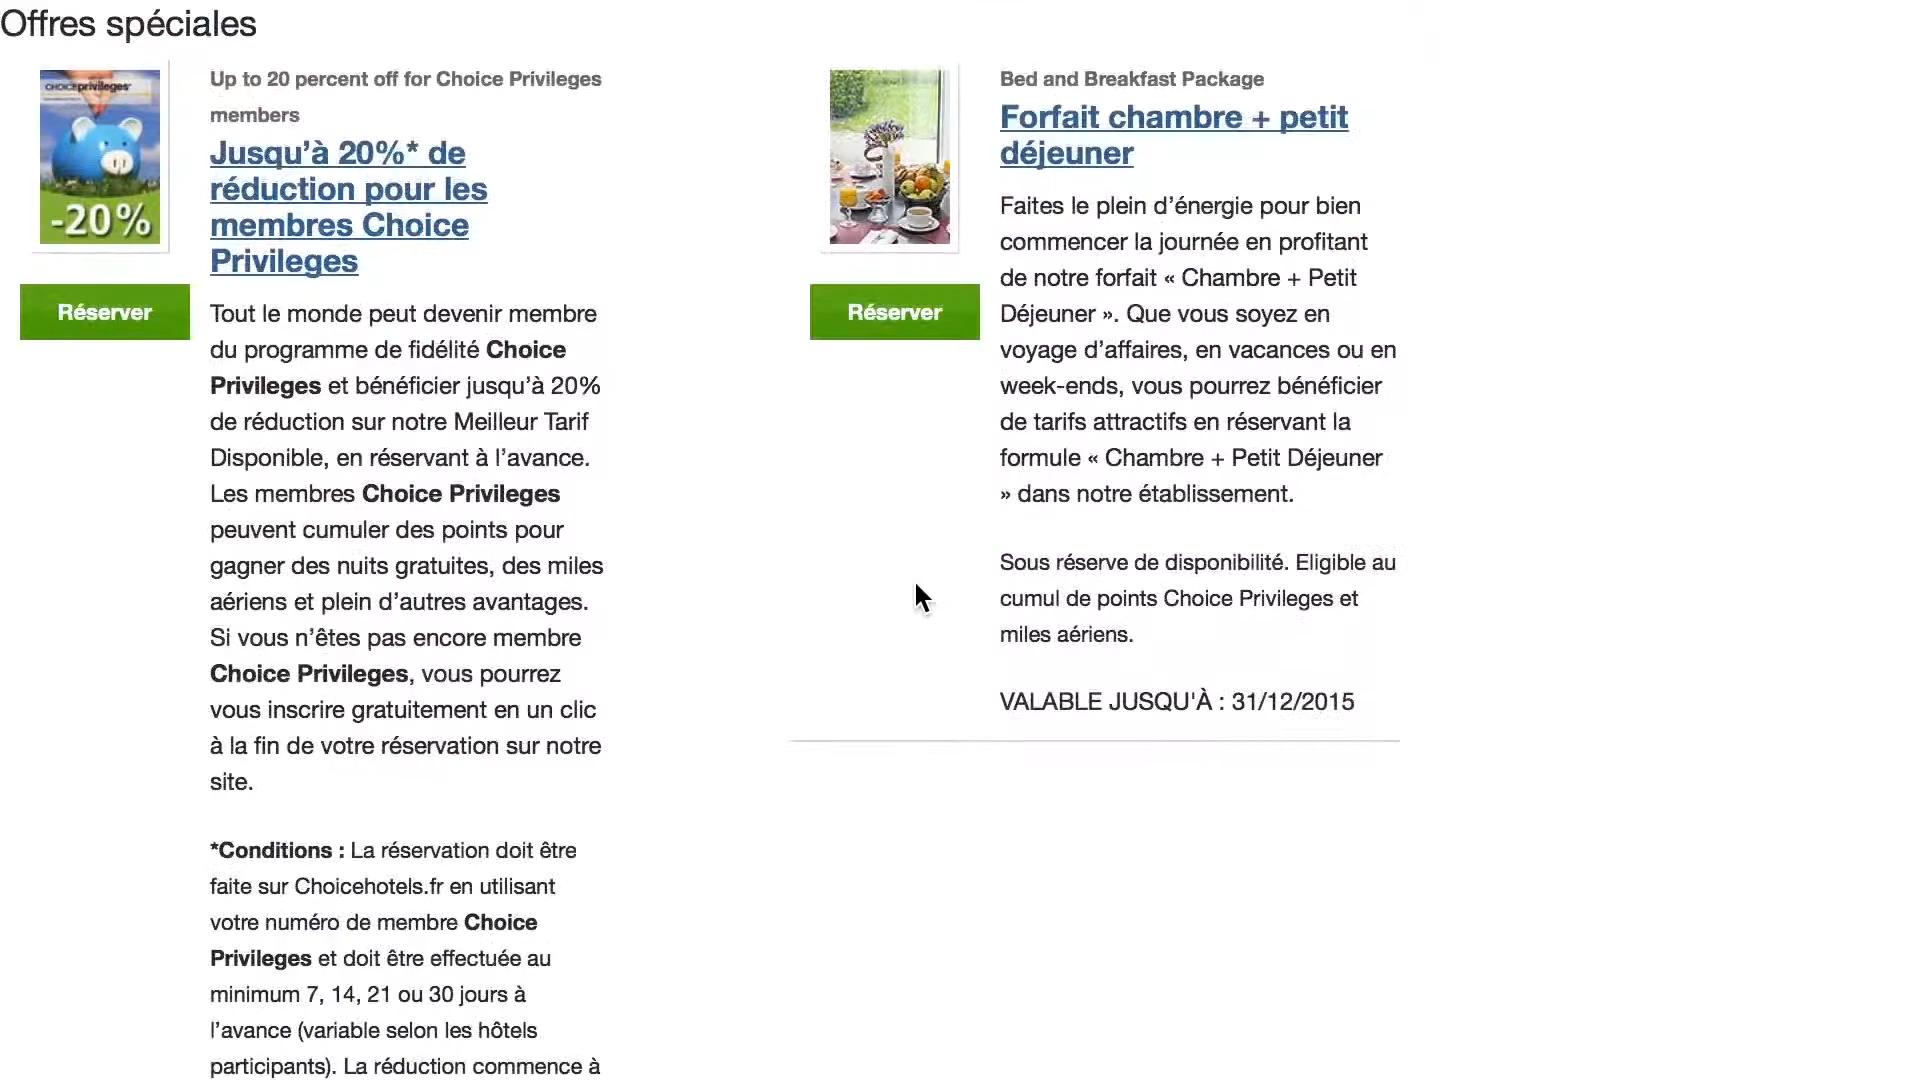 Offres spéciales
CHOICEprivileges
-20%
Réserver
Up to 20 percent off for Choice Privileges
members
Jusqu’à 20%* de
réduction pour les
membres Choice
Privileges
Tout le monde peut devenir membre
du programme de fidélité Choice
Privileges et bénéficier jusqu’à 20%
de réduction sur notre Meilleur Tarif
Disponible, en réservant à l’avance.
Les membres Choice Privileges
peuvent cumuler des points pour
gagner des nuits gratuites, des miles
aériens et plein d’autres avantages.
Si vous n’êtes pas encore membre
Choice Privileges, vous pourrez
vous inscrire gratuitement en un clic
à la fin de votre réservation sur notre
site.
*Conditions : La réservation doit être
faite sur Choicehotels.fr en utilisant
votre numéro de membre Choice
Privileges et doit être effectuée au
minimum 7, 14, 21 ou 30 jours à
l’avance (variable selon les hôtels
participants). La réduction commence à
Réserver
Bed and Breakfast Package
Forfait chambre + petit
déjeuner
Faites le plein d’énergie pour bien
commencer la journée en profitant
de notre forfait « Chambre + Petit
Déjeuner ». Que vous soyez en
voyage d’affaires, en vacances ou en
week-ends, vous pourrez bénéficier
de tarifs attractifs en réservant la
formule « Chambre + Petit Déjeuner
» dans notre établissement.
Sous réserve de disponibilité. Eligible au
cumul de points Choice Privileges et
miles aériens.
VALABLE JUSQU'À : 31/12/2015